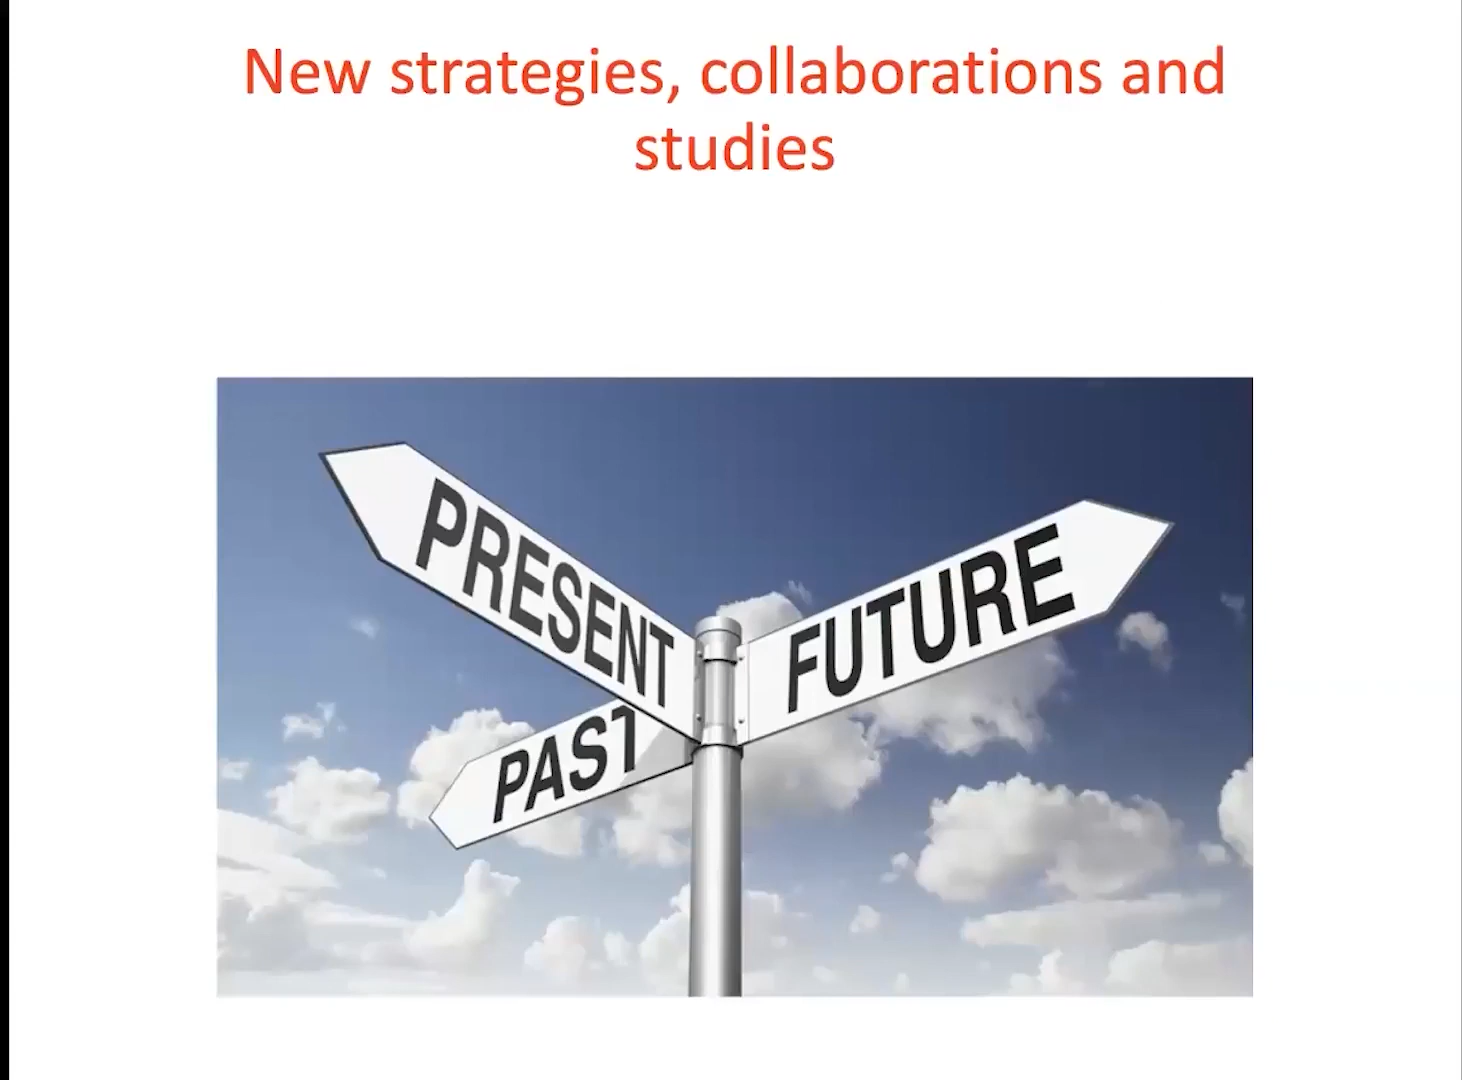 New strategies, collaborations and
studies
PRESENT
FUTURE
PAST